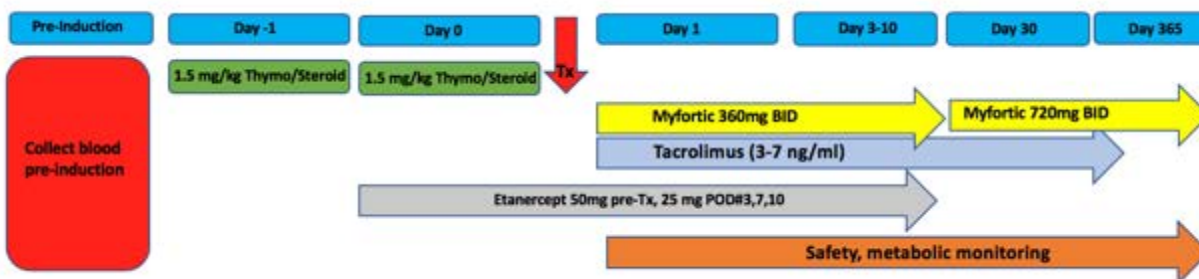 Pre-Induction
Day -1
Day 0
Tx
Day 1
Day 3-10
Day 30
Day 365
1.5 mg/kg Thymo/Steroid
1.5 mg/kg Thymo/Steroid
Collect blood
pre-induction
Myfortic 360mg BID
Myfortic 720mg BID
Tacrolimus (3-7 ng/ml)
Etanercept 50mg pre-Tx, 25 mg POD#3,7,10
Safety, metabolic monitoring